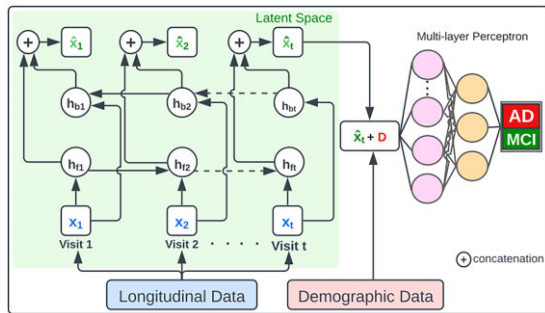 Latent Space
+ x̂1 + x̂2 + x̂t
Multi-layer Perceptron
hb1 hb2 hbt
x̂t + D
AD
MCI
hf1 hf2 hft
x1 x2 xt
Visit 1 Visit 2 . . . . . Visit t
+ concatenation
Longitudinal Data Demographic Data